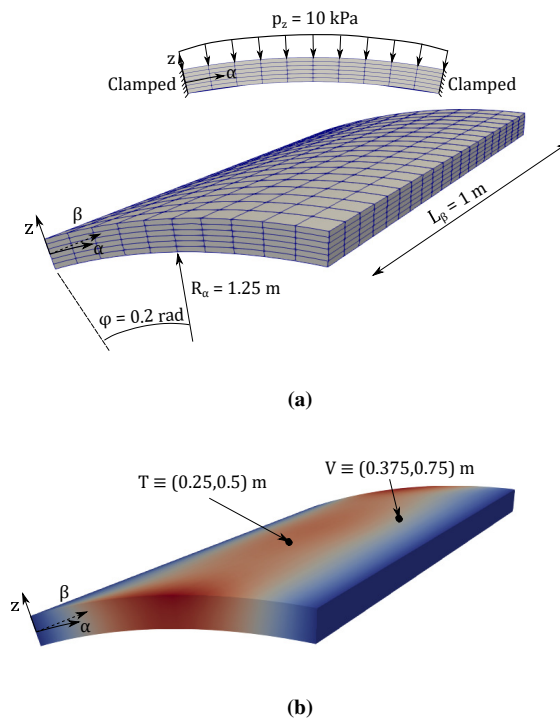 p_z = 10 kPa
z
α
Clamped
Clamped
z
β
α
L_β = 1 m
R_α = 1.25 m
φ = 0.2 rad
(a)
T ≡ (0.25,0.5) m
V ≡ (0.375,0.75) m
z
β
α
(b)